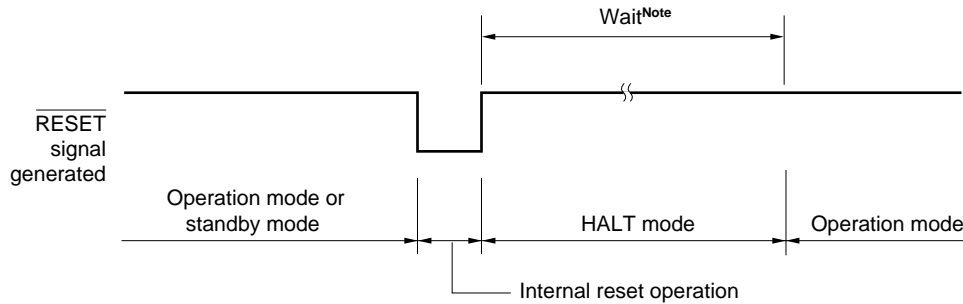 Wait Note
RESET
signal
generated
Operation mode or
standby mode
HALT mode
Operation mode
Internal reset operation